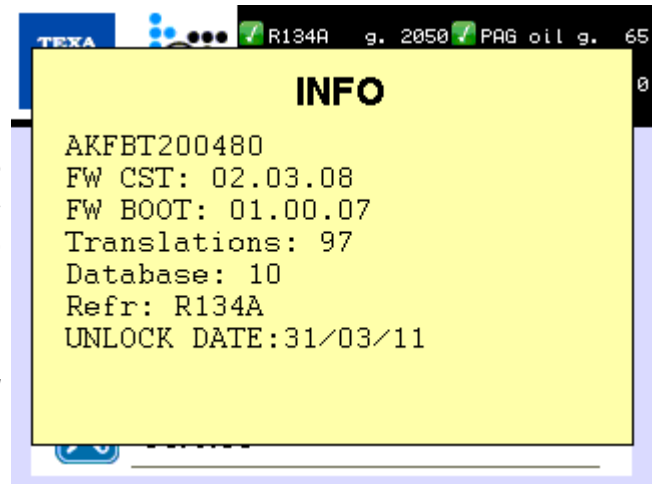 TEXA
R134A g. 2050 PAG oil g. 65
0
INFO
AKFBT200480
FW CST: 02.03.08
FW BOOT: 01.00.07
Translations: 97
Database: 10
Refr: R134A
UNLOCK DATE:31/03/11